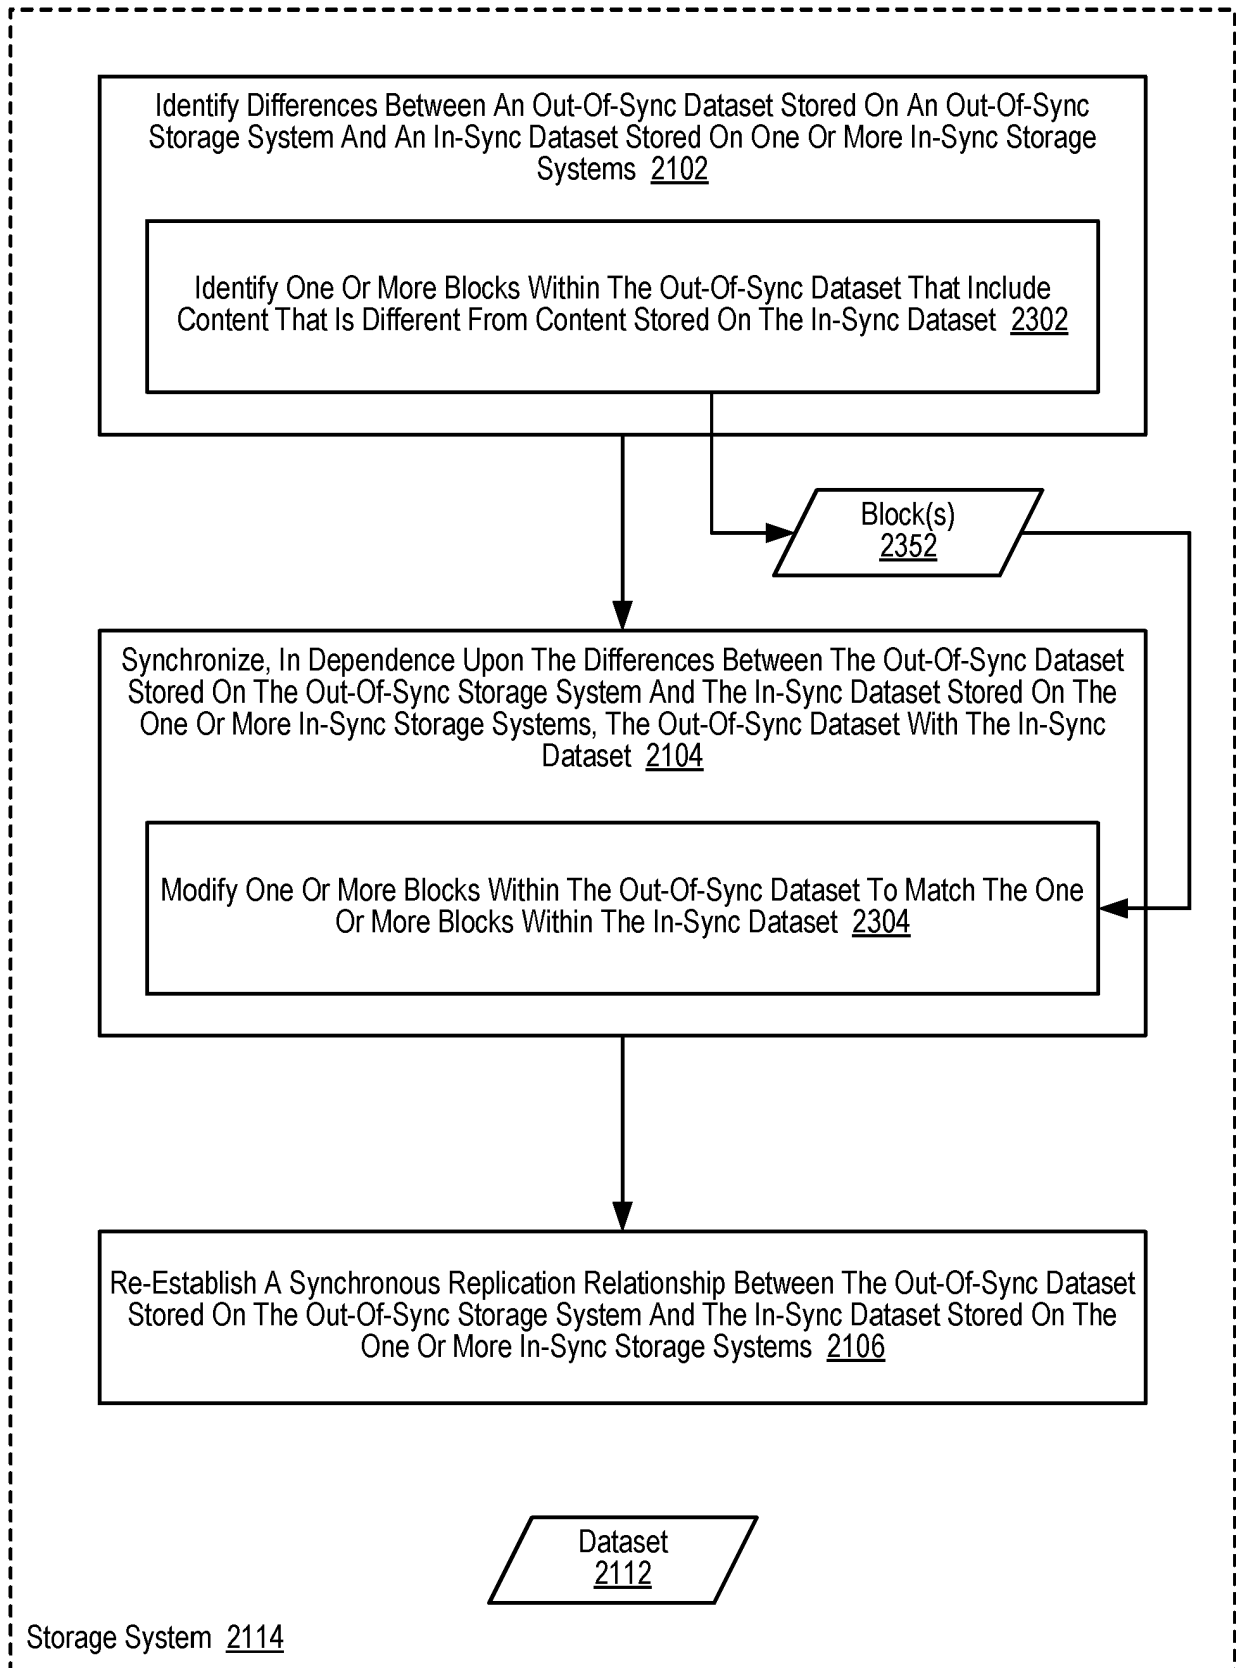 Identify Differences Between An Out-Of-Sync Dataset Stored On An Out-Of-Sync
Storage System And An In-Sync Dataset Stored On One Or More In-Sync Storage
Systems 2102
Identify One Or More Blocks Within The Out-Of-Sync Dataset That Include
Content That Is Different From Content Stored On The In-Sync Dataset 2302
Block(s)
2352
Synchronize, In Dependence Upon The Differences Between The Out-Of-Sync Dataset
Stored On The Out-Of-Sync Storage System And The In-Sync Dataset Stored On The
One Or More In-Sync Storage Systems, The Out-Of-Sync Dataset With The In-Sync
Dataset 2104
Modify One Or More Blocks Within The Out-Of-Sync Dataset To Match The One
Or More Blocks Within The In-Sync Dataset 2304
Re-Establish A Synchronous Replication Relationship Between The Out-Of-Sync Dataset
Stored On The Out-Of-Sync Storage System And The In-Sync Dataset Stored On The
One Or More In-Sync Storage Systems 2106
Dataset
2112
Storage System 2114